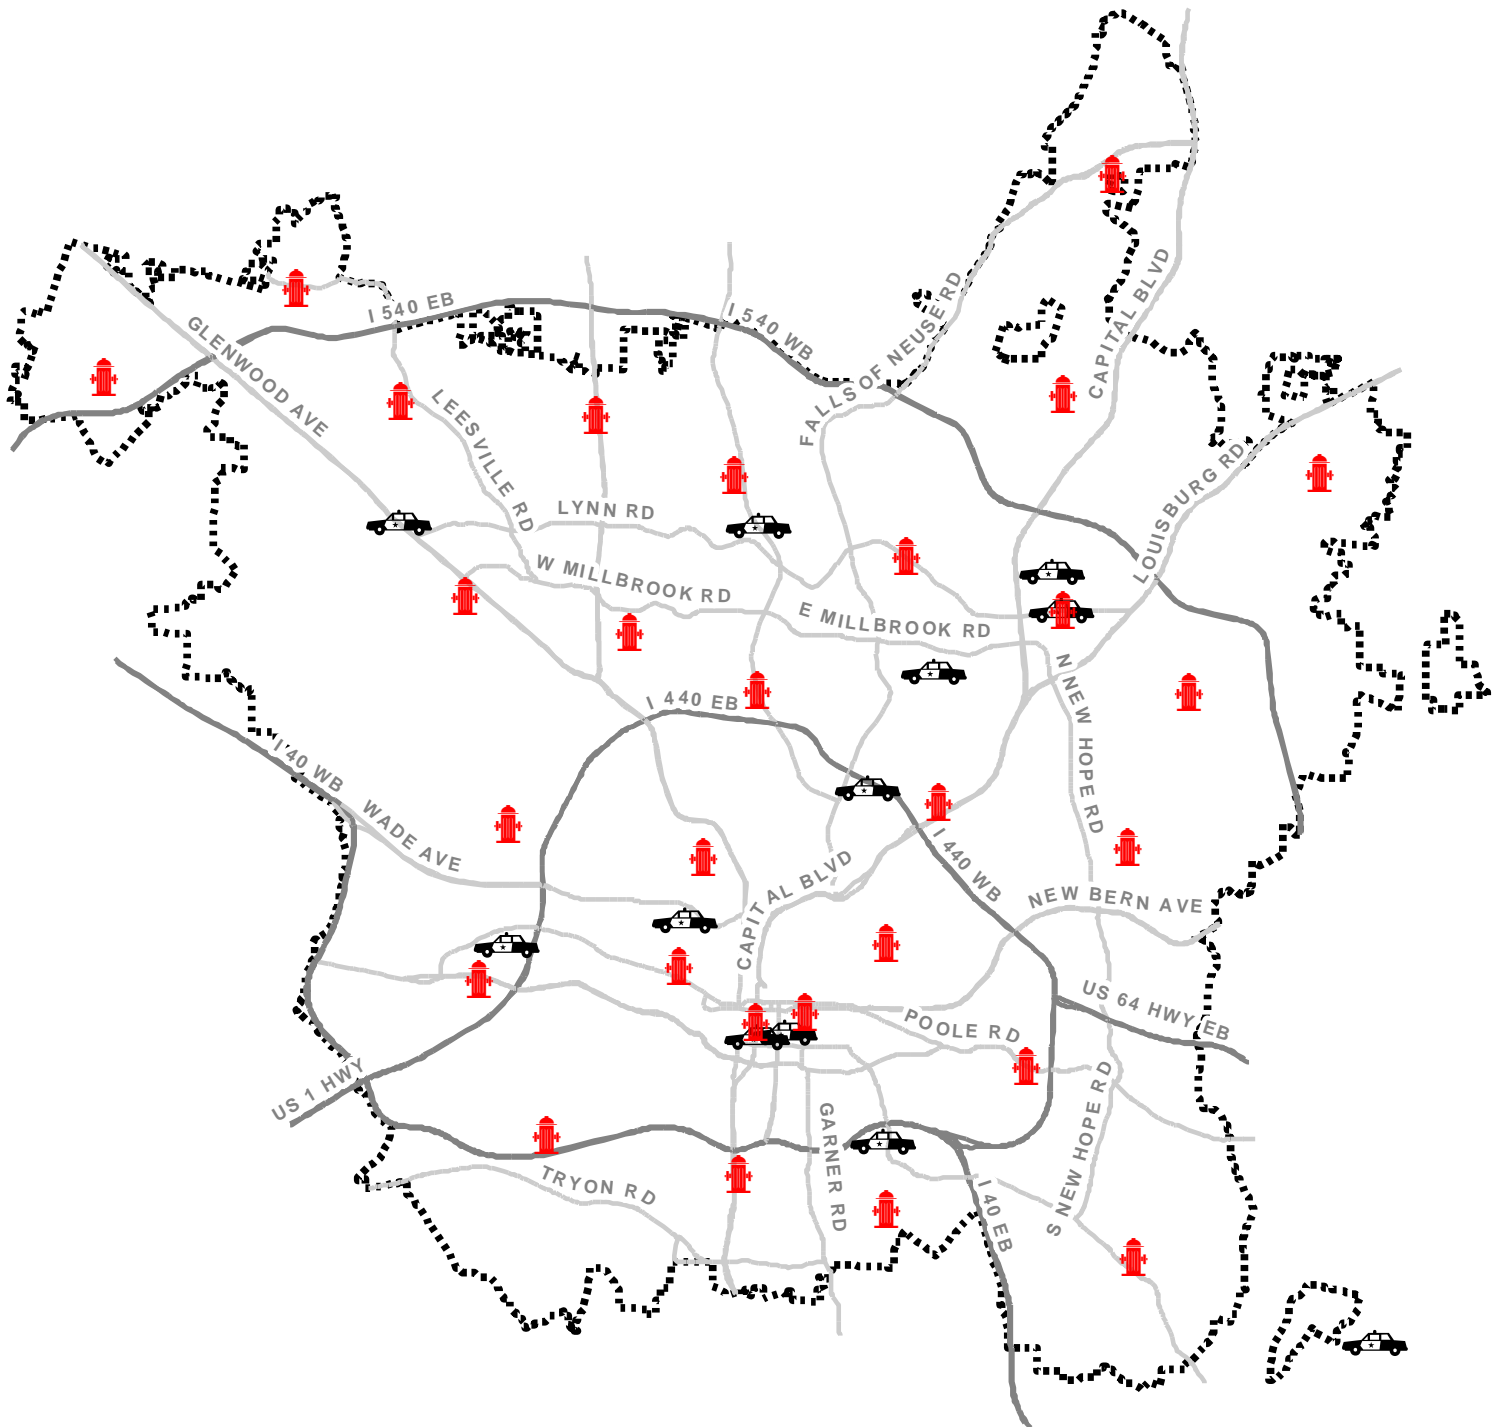 I 540 EB
I 540 WB
FALLS OF NEUSE RD
CAPITAL BLVD
GLENWOOD AVE
LEESVILLE RD
LOUISBURG RD
LYNN RD
W MILLBROOK RD
E MILLBROOK RD
N NEW HOPE RD
I 440 EB
I 40 WB
WADE AVE
I 440 WB
CAPITAL BLVD
NEW BERN AVE
US 64 HWY EB
POOLE RD
US 1 HWY
GARNER RD
S NEW HOPE RD
TRYON RD
I 40 EB